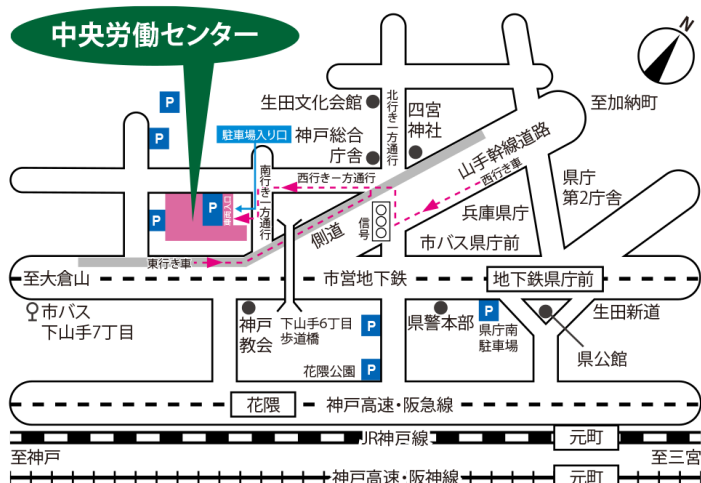 中央労働センター
N
P
P
生田文化会館
北行き一方通行
四宮
神社
至加納町
駐車場入り口
神戸総合
庁舎
山手幹線道路
西行き一方通行
西行き車
南行き一方通行
P
P
駐車場入口
県庁
第2庁舎
兵庫県庁
信号
側道
市バス県庁前
東行き車
至大倉山
市営地下鉄
地下鉄県庁前
市バス
下山手7丁目
神戸
教会
下山手6丁目
歩道橋
P
県警本部
P
県庁南
駐車場
生田新道
県公館
花隈公園
P
花隈
神戸高速・阪急線
JR神戸線
元町
至神戸
至三宮
神戸高速・阪神線
元町